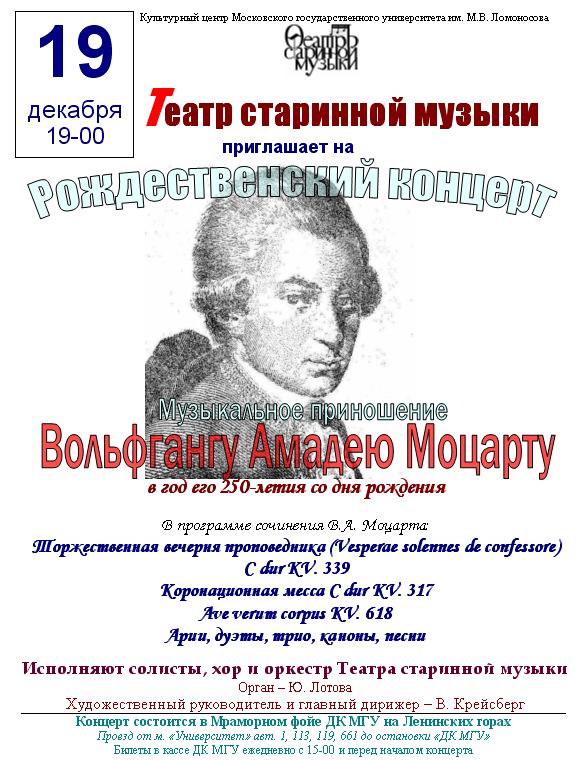 Культурный центр Московского государственного университета им. М.В. Ломоносова
19
декабря
19-00
Театръ
старинной
музыки
Театр старинной музыки
приглашает на
Рождественский концерт
Музыкальное приношение
Вольфгангу Амадею Моцарту
в год его 250-летия со дня рождения
В программе сочинения В.А. Моцарта:
Торжественная вечерня проповедника (Vesperae solennes de confessore)
C dur KV. 339
Коронационная месса C dur KV. 317
Ave verum corpus KV. 618
Арии, дуэты, трио, каноны, песни
Исполняют солисты, хор и оркестр Театра старинной музыки
Орган – Ю. Лотова
Художественный руководитель и главный дирижер – В. Крейсберг
Концерт состоится в Мраморном фойе ДК МГУ на Ленинских горах
Проезд от м. «Университет» авт. 1, 113, 119, 661 до остановки «ДК МГУ»
Билеты в кассе ДК МГУ ежедневно с 15-00 и перед началом концерта